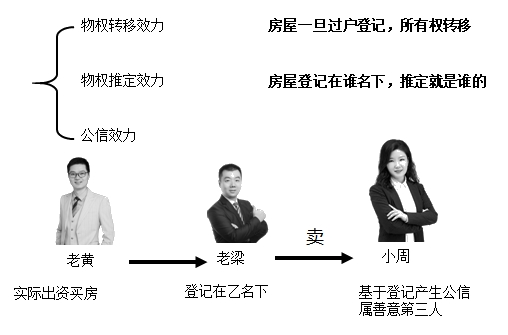 物权转移效力 房屋一旦过户登记，所有权转移
物权推定效力 房屋登记在谁名下，推定就是谁的
公信效力
卖
老黄 老梁 小周
实际出资买房 登记在乙名下 基于登记产生公信
属善意第三人